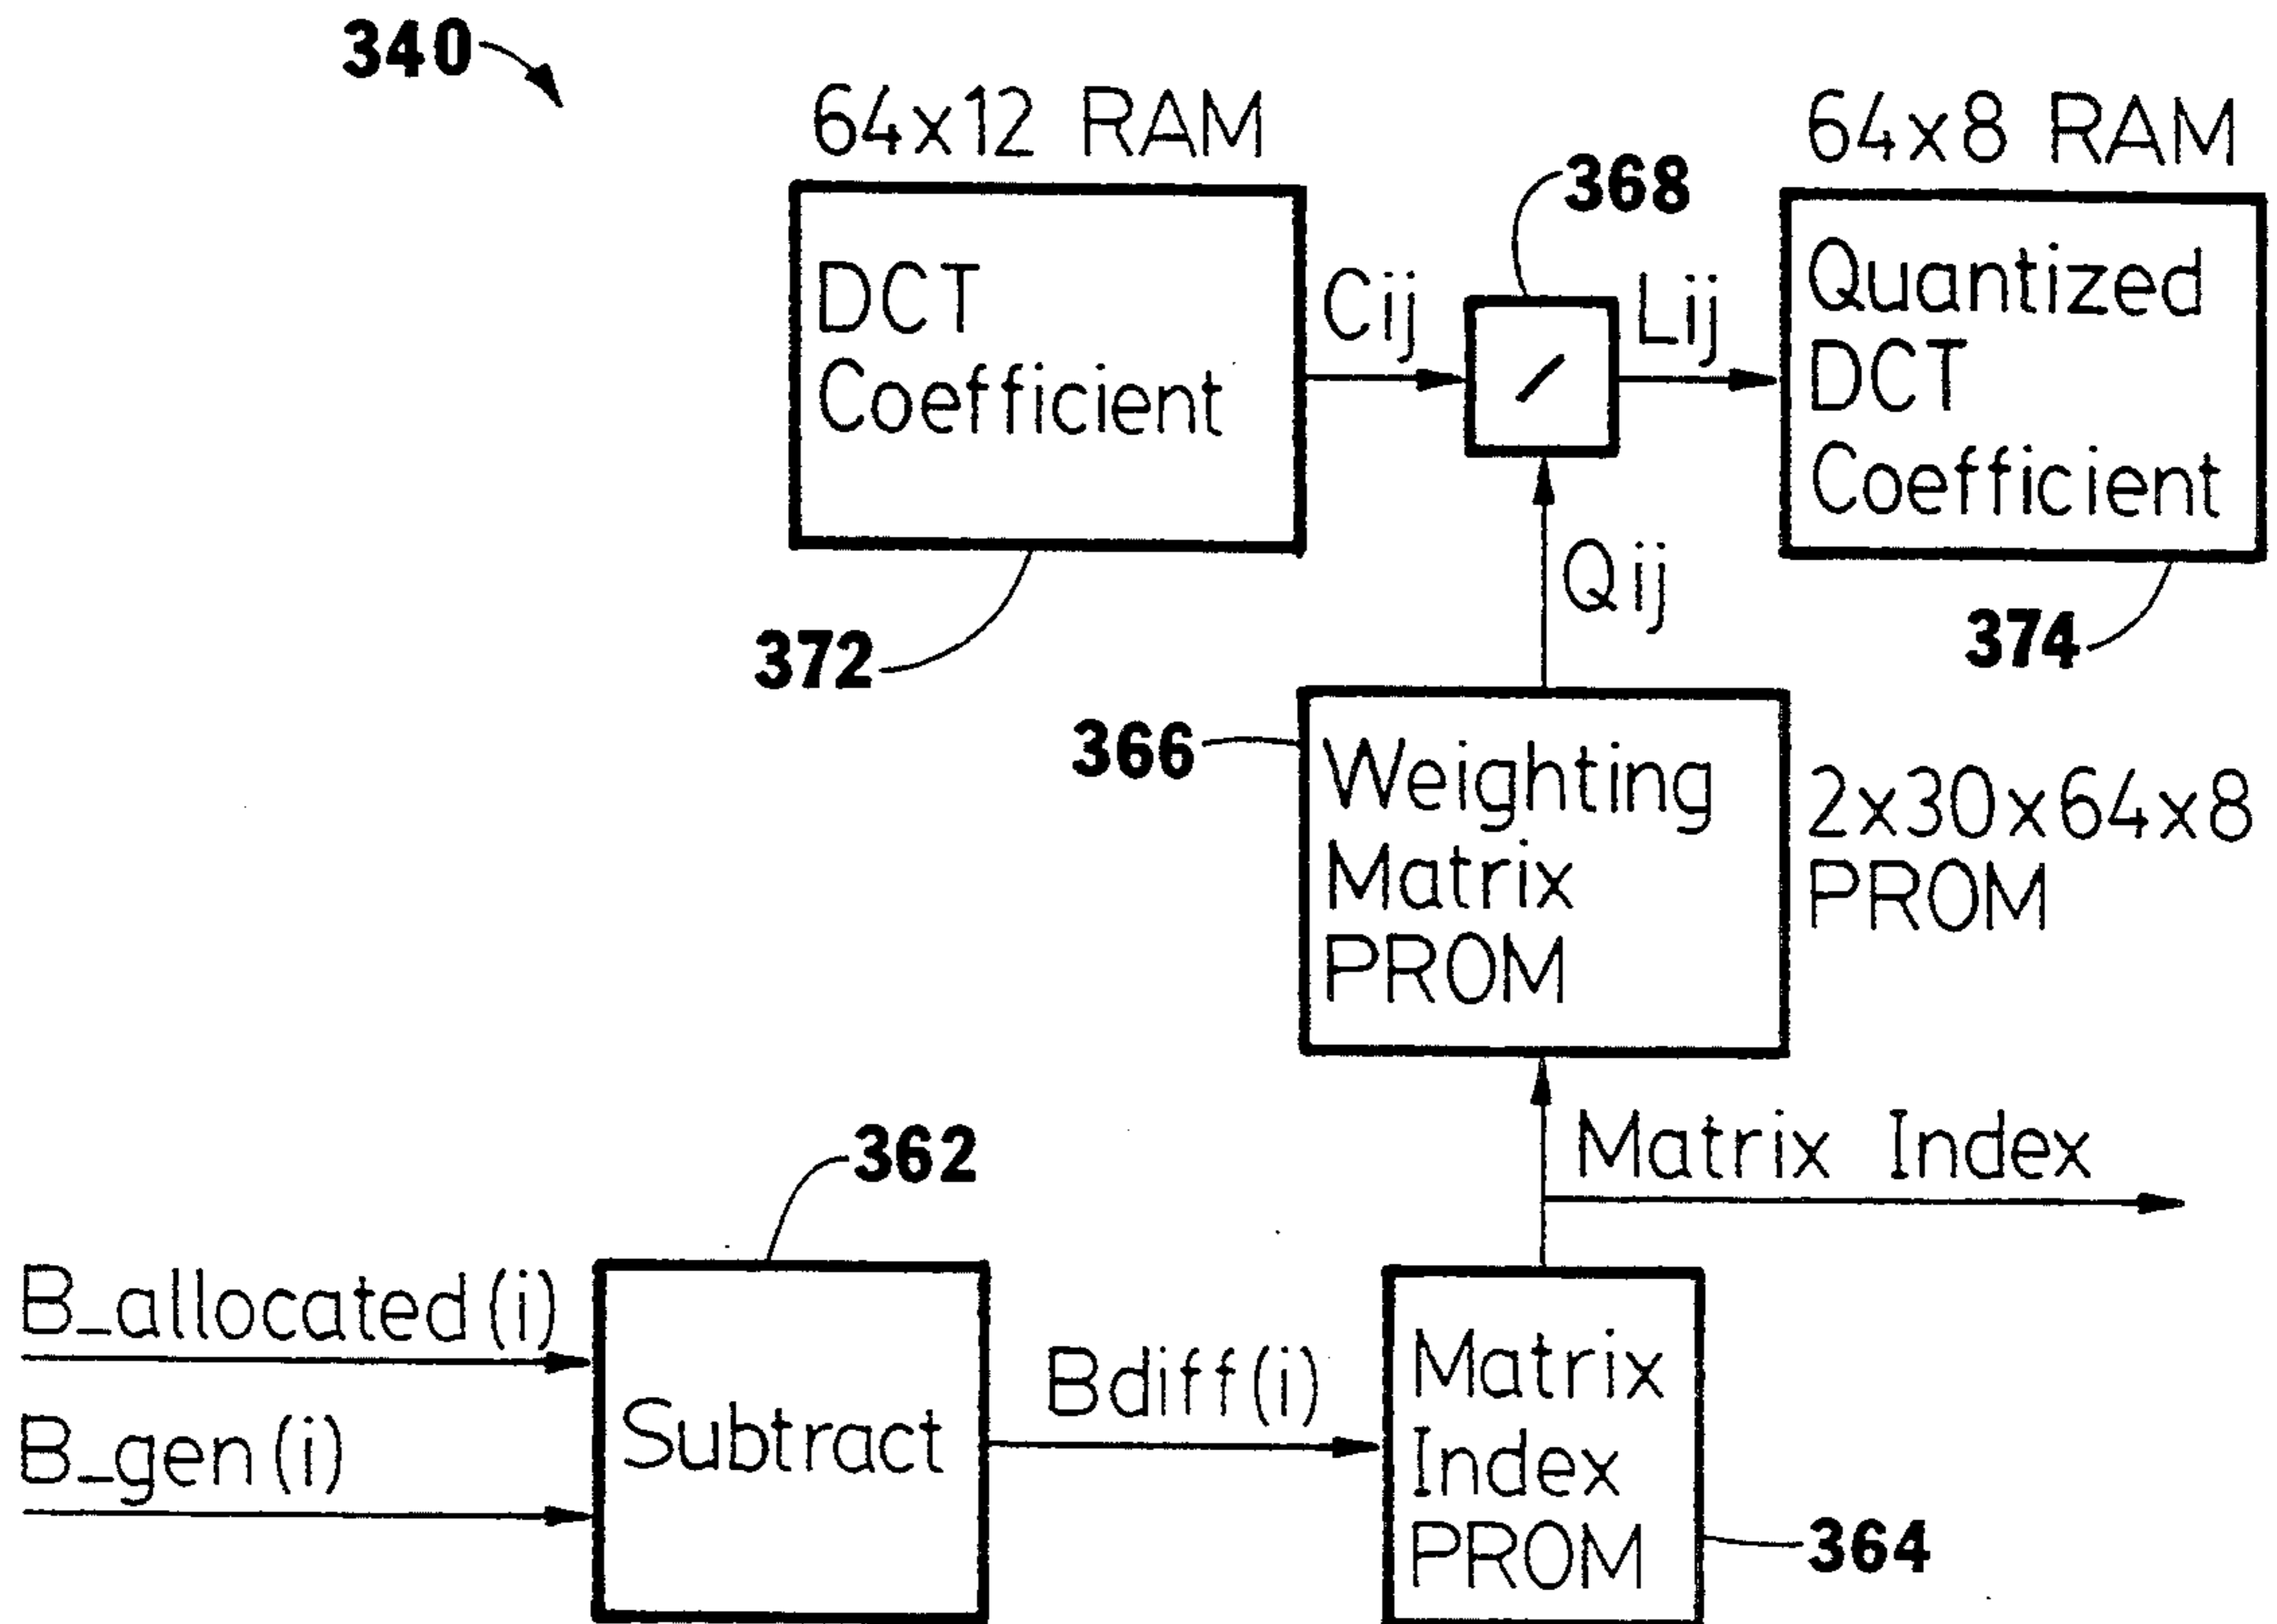 340
64x12 RAM
64x8 RAM
368
DCT
Coefficient
Cij
/
Lij
Quantized
DCT
Coefficient
372
Qij
374
366
Weighting
Matrix
PROM
2x30x64x8
PROM
362
Matrix Index
B_allocated(i)
B_gen(i)
Subtract
Bdiff(i)
Matrix
Index
PROM
364